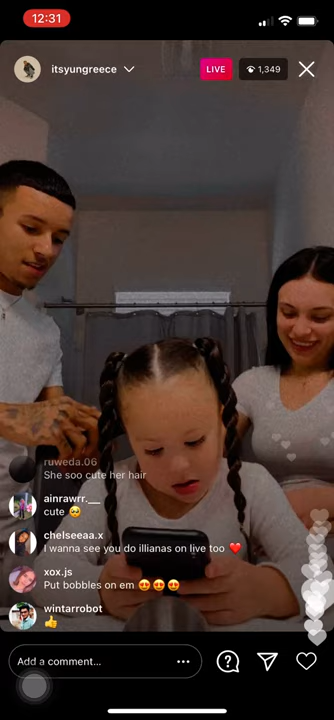 12:31
itsyungreece
LIVE
1,349
ruweda.06
She soo cute her hair
ainrawrr.__
cute 🥺
chelseeaa.x
I wanna see you do illianas on live too ❤️
xox.js
Put bobbles on em 😍😍😍
wintarrobot
👍
Add a comment...